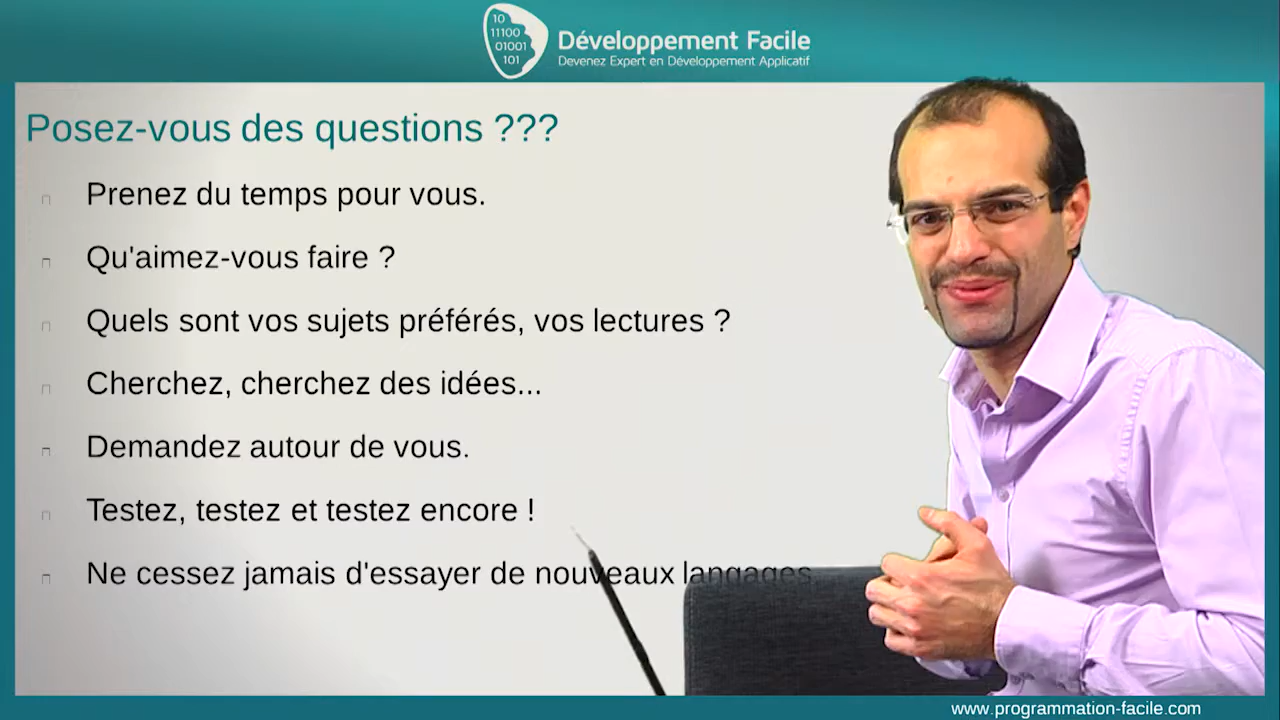 10
11100
01001
101
Développement Facile
Devenez Expert en Développement Applicatif
Posez-vous des questions ???
Prenez du temps pour vous.
Qu'aimez-vous faire ?
Quels sont vos sujets préférés, vos lectures ?
Cherchez, cherchez des idées...
Demandez autour de vous.
Testez, testez et testez encore !
Ne cessez jamais d'essayer de nouveaux langages.
www.programmation-facile.com